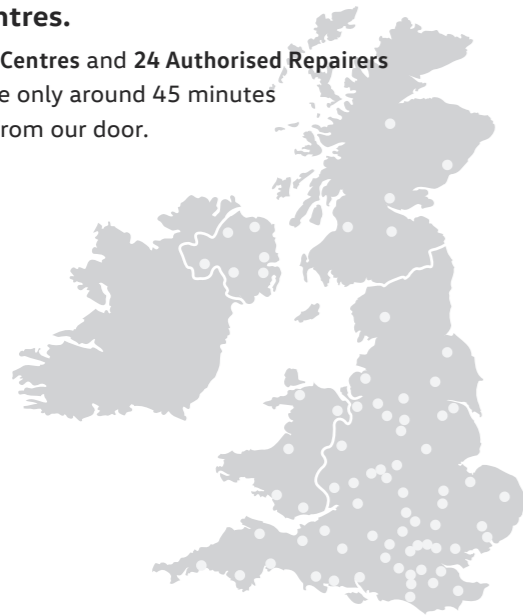 ntres.
Centres and 24 Authorised Repairers
e only around 45 minutes
rom our door.